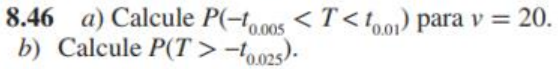 8.46 a) Calcule P(−t₀.₀₀₅ < T < t₀.₀₁) para v = 20.
b) Calcule P(T > −t₀.₀₂₅).